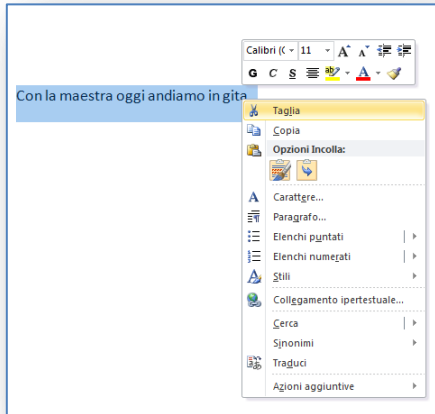 Calibri (( 11 A A
G C S ab A
Con la maestra oggi andiamo in gita
Taglia
Copia
Opzioni Incolla:
Carattere...
Paragrafo...
Elenchi puntati
Elenchi numerati
Stili
Collegamento ipertestuale...
Cerca
Sinonimi
Traduci
Azioni aggiuntive